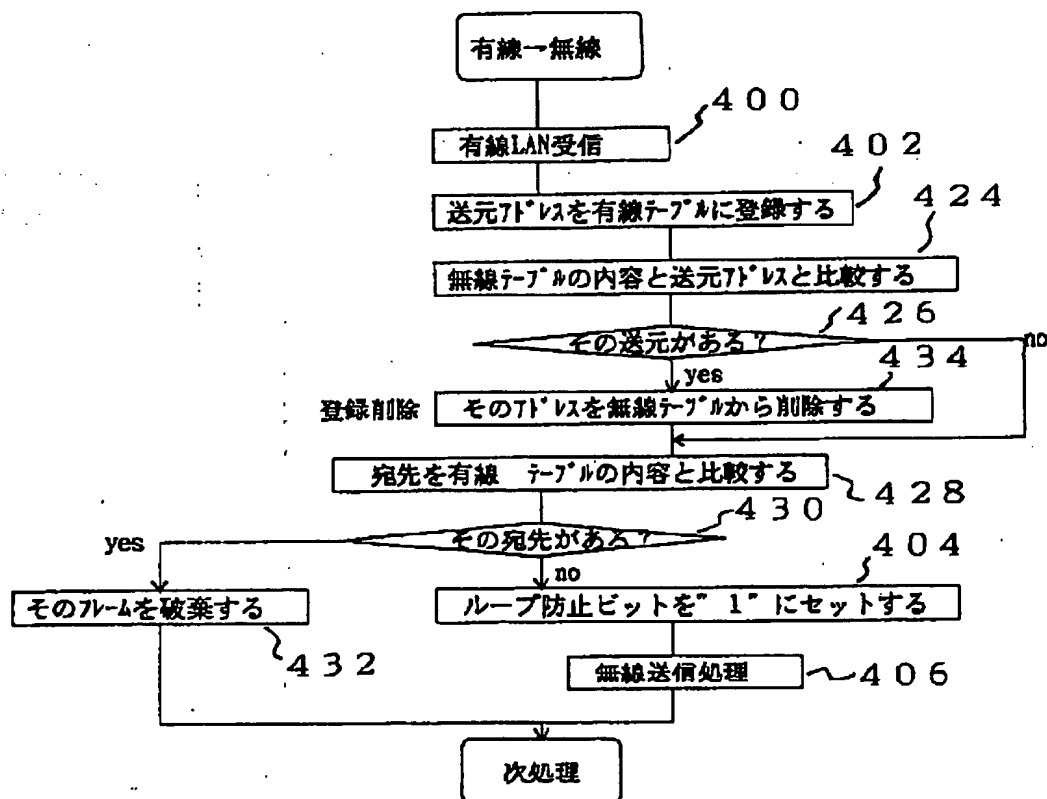 有線→無線
400
有線LAN受信
402
送元ｱﾄﾞﾚｽを有線ﾃｰﾌﾞﾙに登録する
424
無線ﾃｰﾌﾞﾙの内容と送元ｱﾄﾞﾚｽと比較する
426
その送元がある?
no
434
yes
登録削除
そのｱﾄﾞﾚｽを無線ﾃｰﾌﾞﾙから削除する
宛先を有線 ﾃｰﾌﾞﾙの内容と比較する
428
430
yes
その宛先がある?
404
no
そのﾌﾚｰﾑを破棄する
ループ防止ビットを"1"にセットする
432
無線送信処理
406
次処理